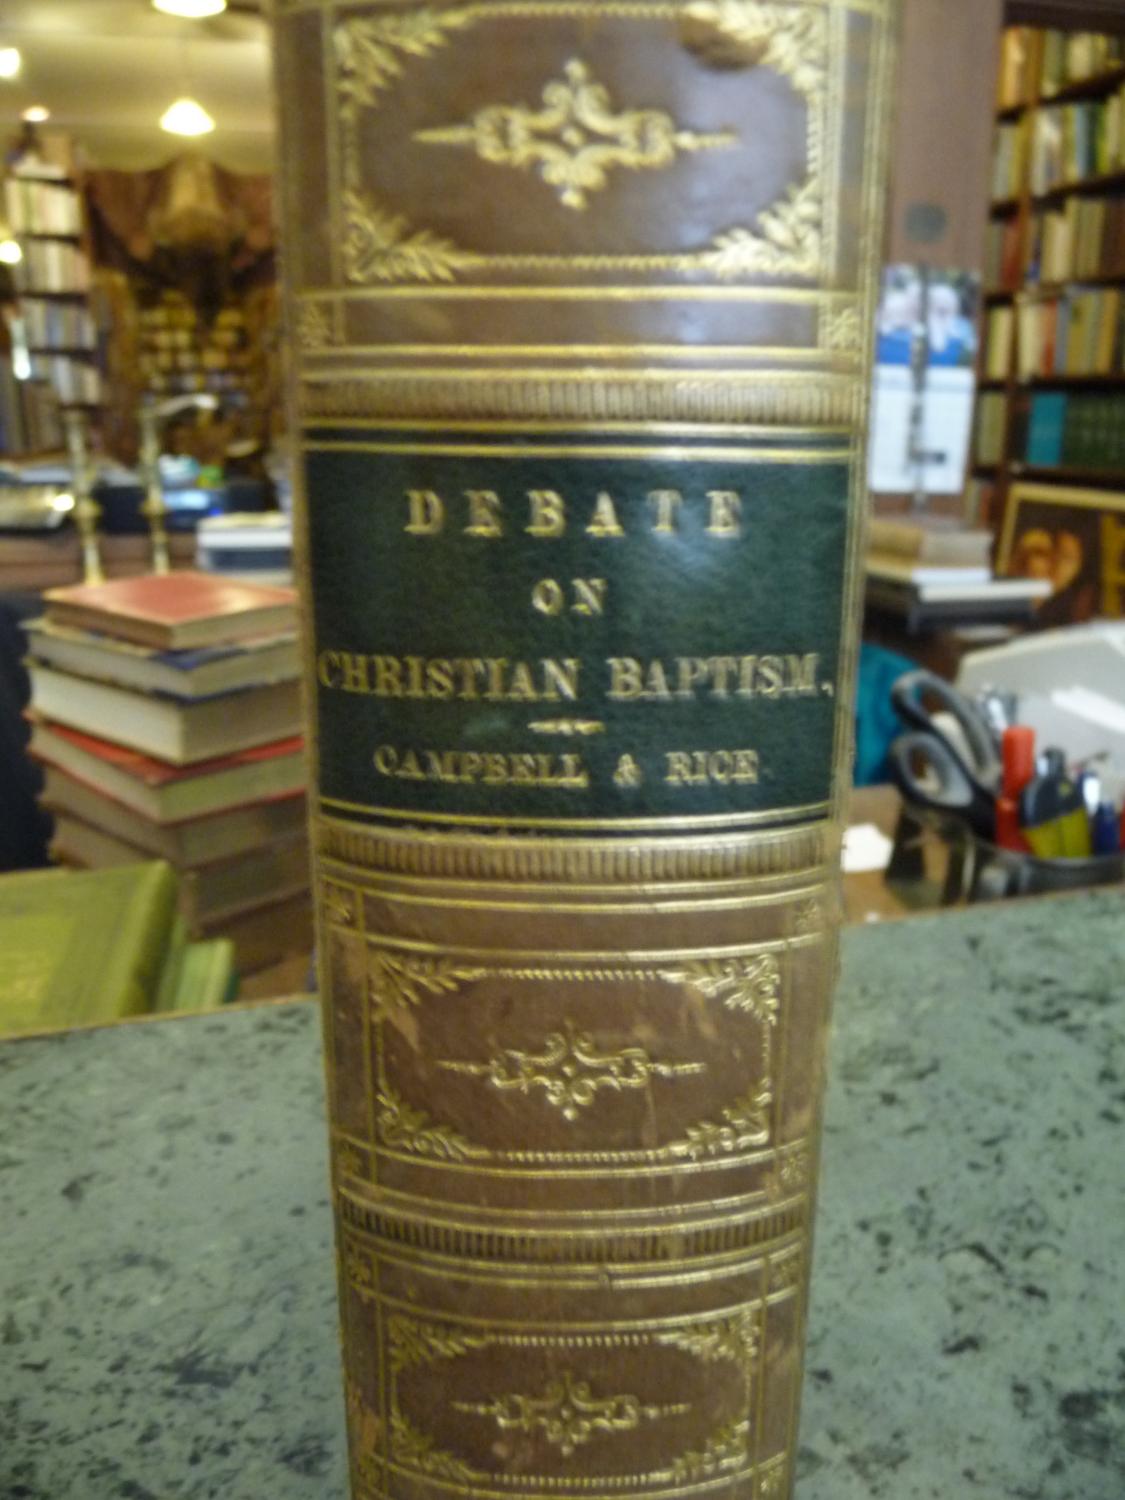 DEBATE
ON
CHRISTIAN BAPTISM.
CAMPBELL & RICE